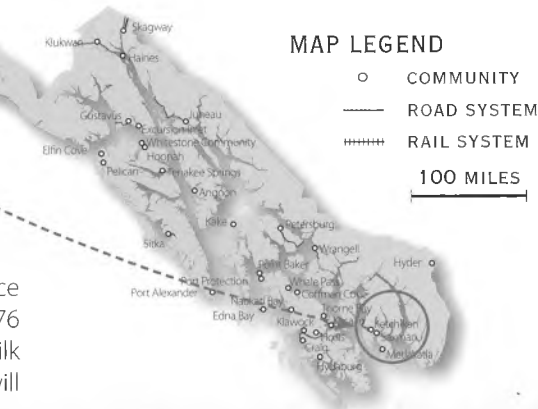 MAP LEGEND
COMMUNITY
ROAD SYSTEM
RAIL SYSTEM
100 MILES
Skagway
Klukwan
Haines
Gustavus
Juneau
Excursion Inlet
Whitestone Community
Elfin Cove
Hoonah
Pelican
Tenakee Springs
Angoon
Kake
Petersburg
Sitka
Wrangell
Point Baker
Hyder
Port Protection
Whale Pass
Port Alexander
Coffman Cove
Naukati Bay
Edna Bay
Thorne Bay
Klawock
Ketchikan
Hollis
Saxman
Craig
Metlakatla
Hydaburg
ce
76
ilk
vill